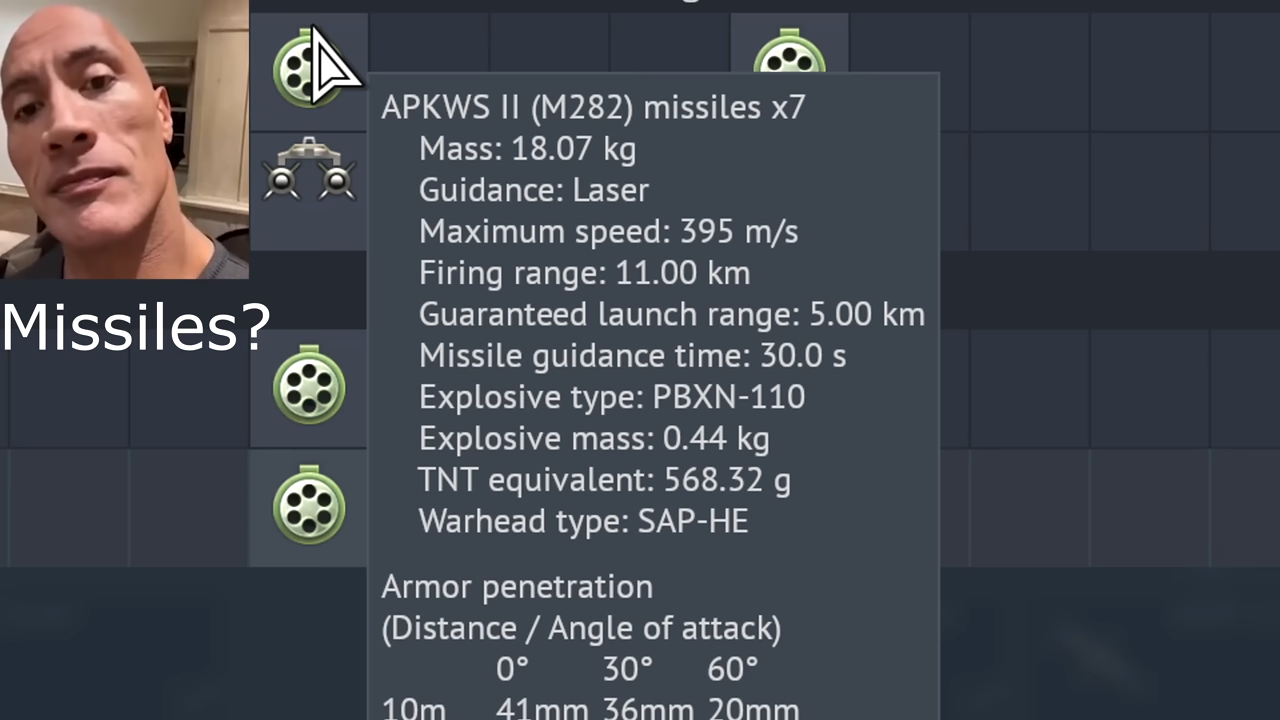 Missiles?
APKWS II (M282) missiles x7
Mass: 18.07 kg
Guidance: Laser
Maximum speed: 395 m/s
Firing range: 11.00 km
Guaranteed launch range: 5.00 km
Missile guidance time: 30.0 s
Explosive type: PBXN-110
Explosive mass: 0.44 kg
TNT equivalent: 568.32 g
Warhead type: SAP-HE
Armor penetration
(Distance / Angle of attack)
0° 30° 60°
10m 41mm 36mm 20mm